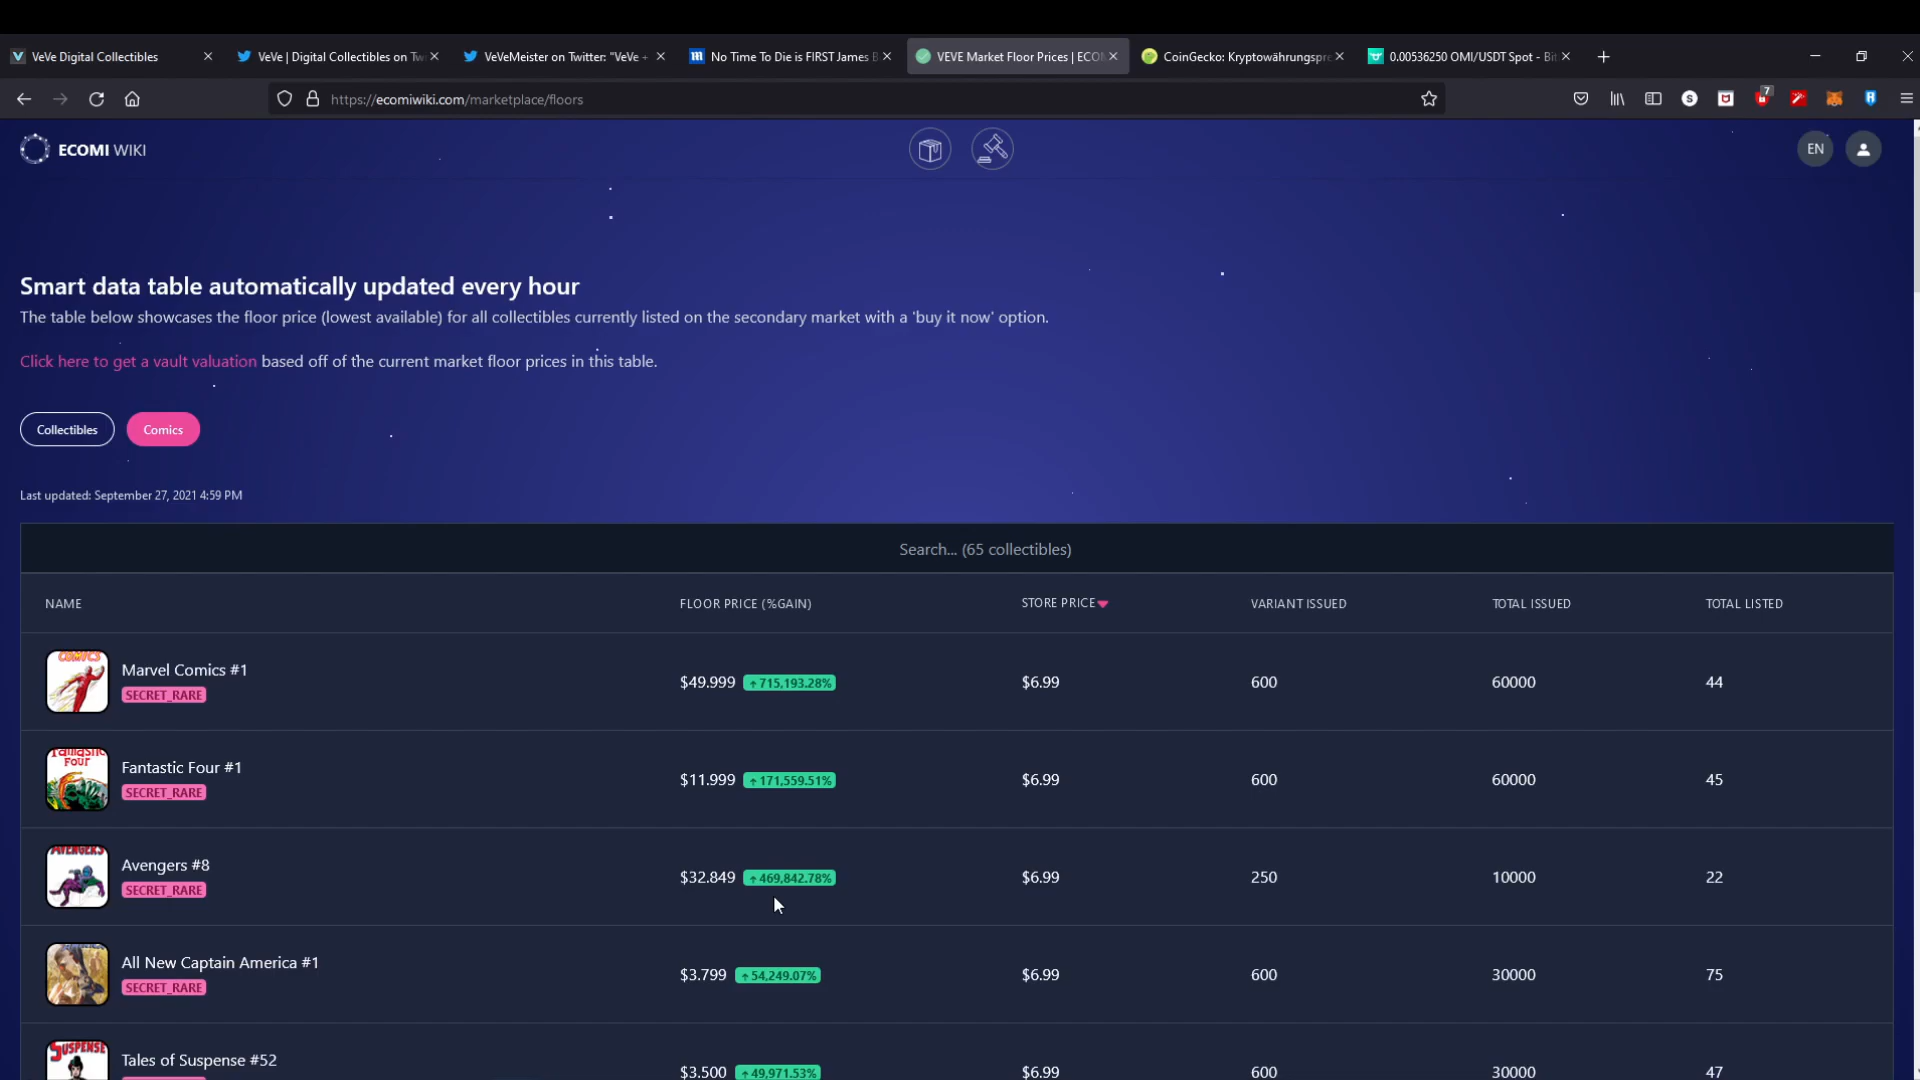 VeVe Digital Collectibles
VeVe | Digital Collectibles on Tw
VeVeMeister on Twitter: "VeVe +
No Time To Die is FIRST James B
VEVE Market Floor Prices | ECO
CoinGecko: Kryptowährungspre
0.00536250 OMI/USDT Spot - Bit
https://ecomiwiki.com/marketplace/floors
7
ECOMI WIKI
EN
Smart data table automatically updated every hour
The table below showcases the floor price (lowest available) for all collectibles currently listed on the secondary market with a 'buy it now' option.
Click here to get a vault valuation based off of the current market floor prices in this table.
Collectibles Comics
Last updated: September 27, 2021 4:59 PM
Search... (65 collectibles)
NAME FLOOR PRICE (%GAIN) STORE PRICE VARIANT ISSUED TOTAL ISSUED TOTAL LISTED
COMICS
Marvel Comics #1
SECRET_RARE
$49.999 ↑715,193.28% $6.99 600 60000 44
Fantastic Four
Fantastic Four #1
SECRET_RARE
$11.999 ↑171,559.51% $6.99 600 60000 45
AVENGERS
Avengers #8
SECRET_RARE
$32.849 ↑469,842.78% $6.99 250 10000 22
All New Captain America #1
SECRET_RARE
$3.799 ↑54,249.07% $6.99 600 30000 75
SUSPENSE
Tales of Suspense #52
$3.500 ↑49,971.53% $6.99 600 30000 47